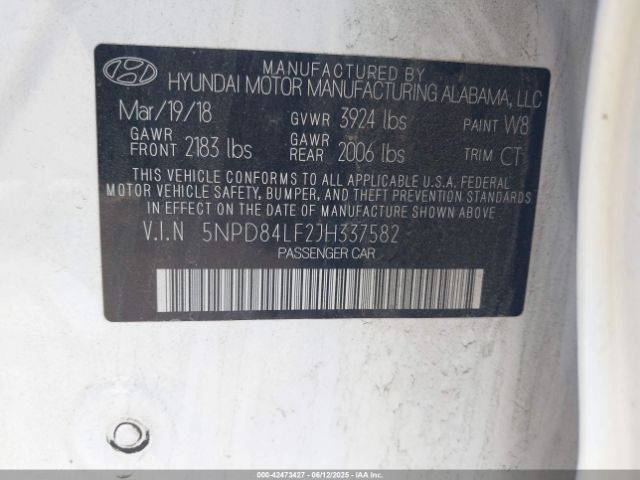 MANUFACTURED BY
HYUNDAI MOTOR MANUFACTURING ALABAMA, LLC
Mar/19/18 GVWR 3924 lbs PAINT W8
GAWR FRONT 2183 lbs GAWR REAR 2006 lbs TRIM CT
THIS VEHICLE CONFORMS TO ALL APPLICABLE U.S.A. FEDERAL
MOTOR VEHICLE SAFETY, BUMPER, AND THEFT PREVENTION STANDARDS
IN EFFECT ON THE DATE OF MANUFACTURE SHOWN ABOVE.
V.I.N 5NPD84LF2JH337582
PASSENGER CAR
000-42473427 - 06/12/2025 - IAAI.COM